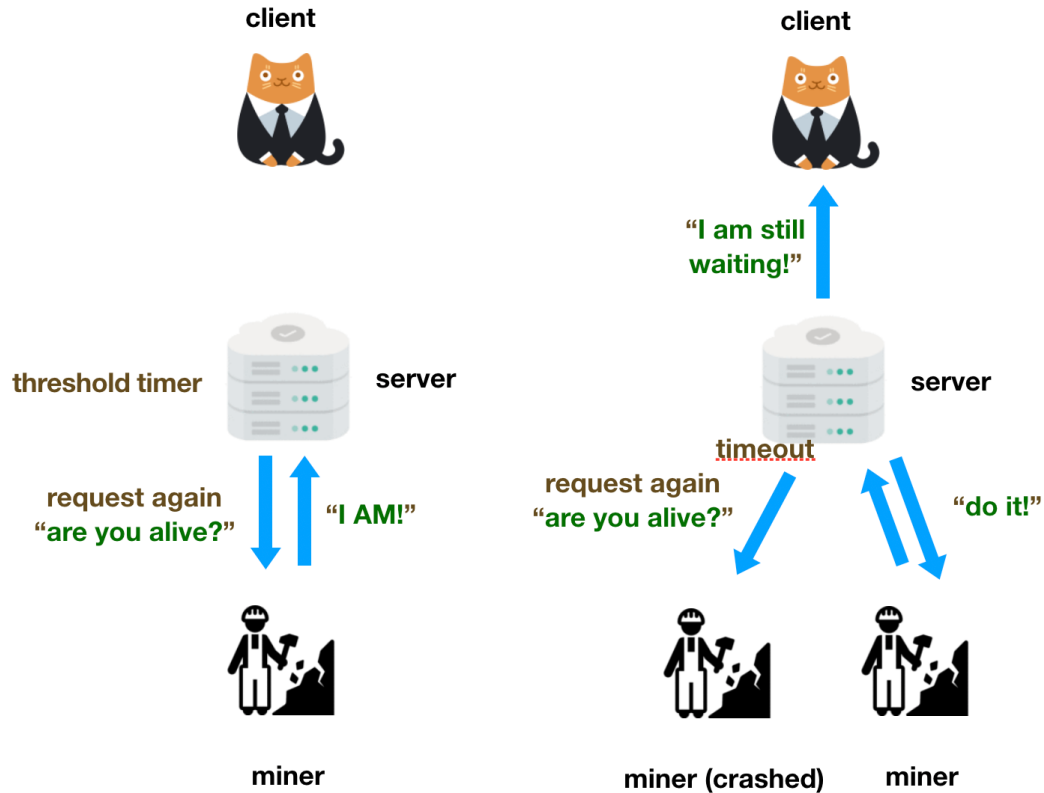 client
threshold timer
server
request again
“are you alive?”
“I AM!”
miner
client
“I am still
waiting!”
server
timeout
request again
“are you alive?”
“do it!”
miner (crashed)
miner